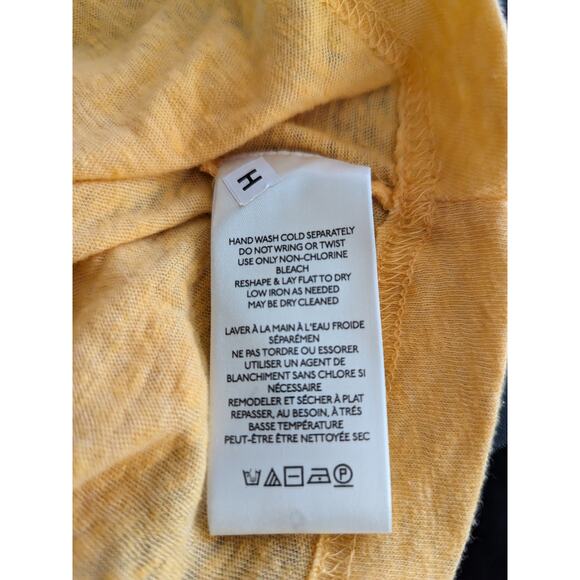 H
HAND WASH COLD SEPARATELY
DO NOT WRING OR TWIST
USE ONLY NON-CHLORINE
BLEACH
RESHAPE & LAY FLAT TO DRY
LOW IRON AS NEEDED
MAY BE DRY CLEANED
LAVER À LA MAIN À L'EAU FROIDE
SÉPARÉMEN
NE PAS TORDRE OU ESSORER
UTILISER UN AGENT DE
BLANCHIMENT SANS CHLORE SI
NÉCESSAIRE
REMODELER ET SÉCHER À PLAT
REPASSER, AU BESOIN, À TRÉS
BASSE TEMPÉRATURE
PEUT-ÊTRE ÊTRE NETTOYÉE SEC
P